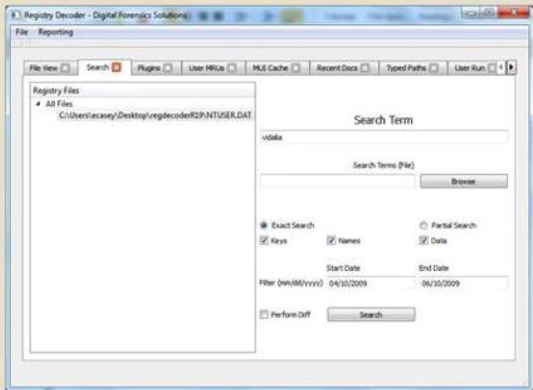 Registry Decoder - Digital Forensics Solutions
File Reporting
File View Search Plugins User MRUs MUI Cache Recent Docs Typed Paths User Run
Registry Files
All Files
C:\Users\ecasey\Desktop\regdecoderR19\NTUSER.DAT
Search Term
vidalia
Search Terms (File)
Browse
Exact Search Partial Search
Keys Names Data
Start Date End Date
Filter (mm/dd/yyyy) 04/10/2009 06/10/2009
Perform Diff Search